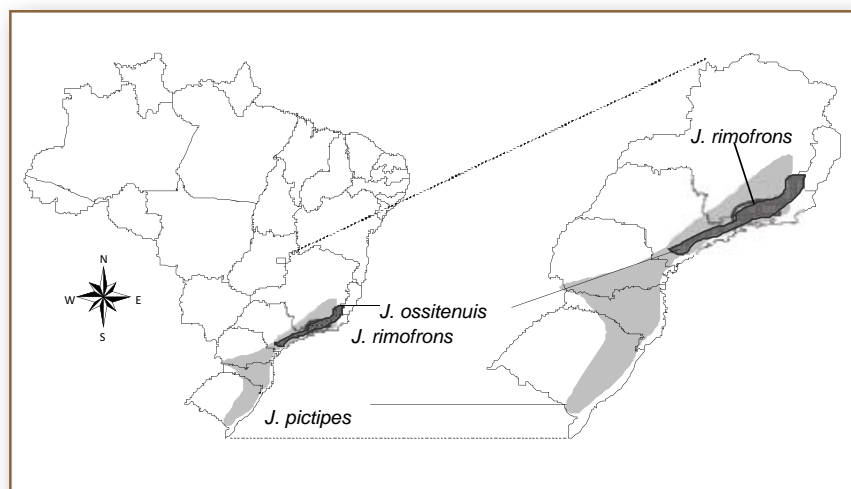 J. rimofrons
N
W
E
S
J. ossitenuis
J. rimofrons
J. pictipes